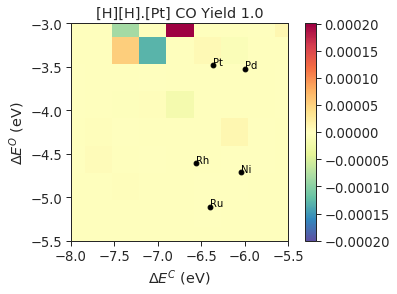 [H][H].[Pt] CO Yield 1.0
−3.0
−3.5
−4.0
−4.5
−5.0
−5.5
ΔE^O (eV)
Pt
Pd
Rh
Ni
Ru
−8.0 −7.5 −7.0 −6.5 −6.0 −5.5
ΔE^C (eV)
0.00020
0.00015
0.00010
0.00005
0.00000
−0.00005
−0.00010
−0.00015
−0.00020